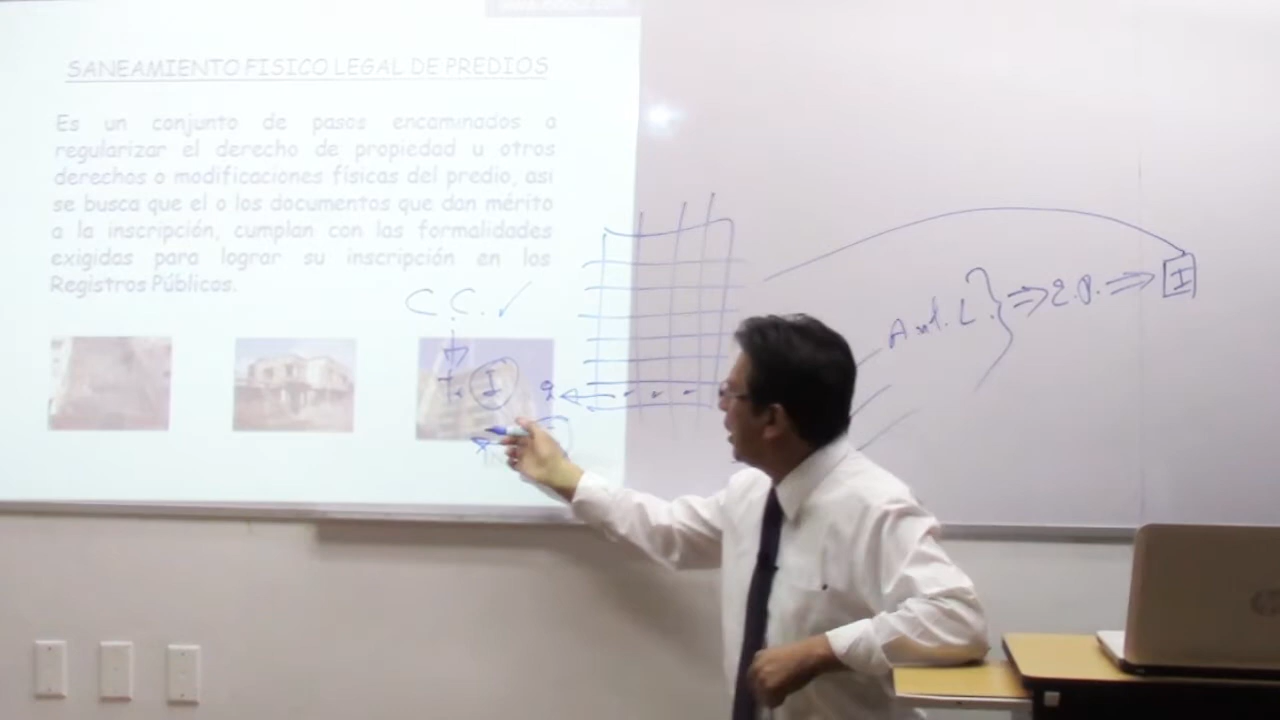 SANEAMIENTO FISICO LEGAL DE PREDIOS
Es un conjunto de pasos encaminados a
regularizar el derecho de propiedad u otros
derechos o modificaciones físicas del predio, asi
se busca que el o los documentos que dan mérito
a la inscripción, cumplan con las formalidades
exigidas para lograr su inscripción en los
Registros Públicos.
C.C. ✓
I
L. } ⇒ ⇒ I